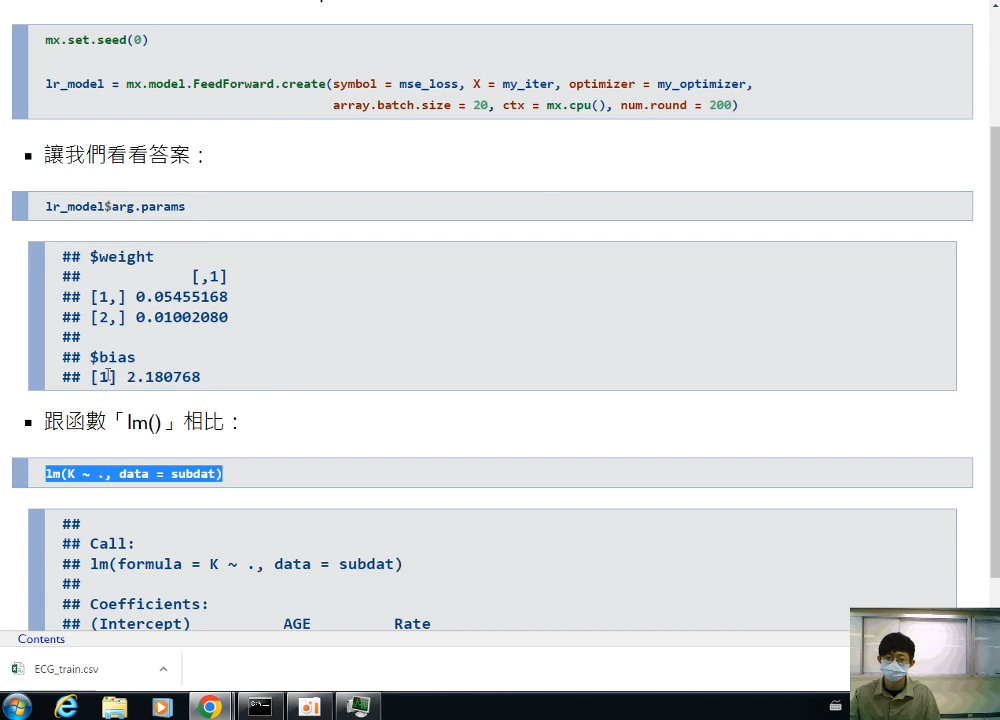 mx.set.seed(0)
lr_model = mx.model.FeedForward.create(symbol = mse_loss, X = my_iter, optimizer = my_optimizer,
array.batch.size = 20, ctx = mx.cpu(), num.round = 200)
▪ 讓我們看看答案：
lr_model$arg.params
## $weight
## [,1]
## [1,] 0.05455168
## [2,] 0.01002080
##
## $bias
## [1] 2.180768
▪ 跟函數「lm()」相比：
lm(K ~ ., data = subdat)
##
## Call:
## lm(formula = K ~ ., data = subdat)
##
## Coefficients:
## (Intercept) AGE Rate
Contents
ECG_train.csv